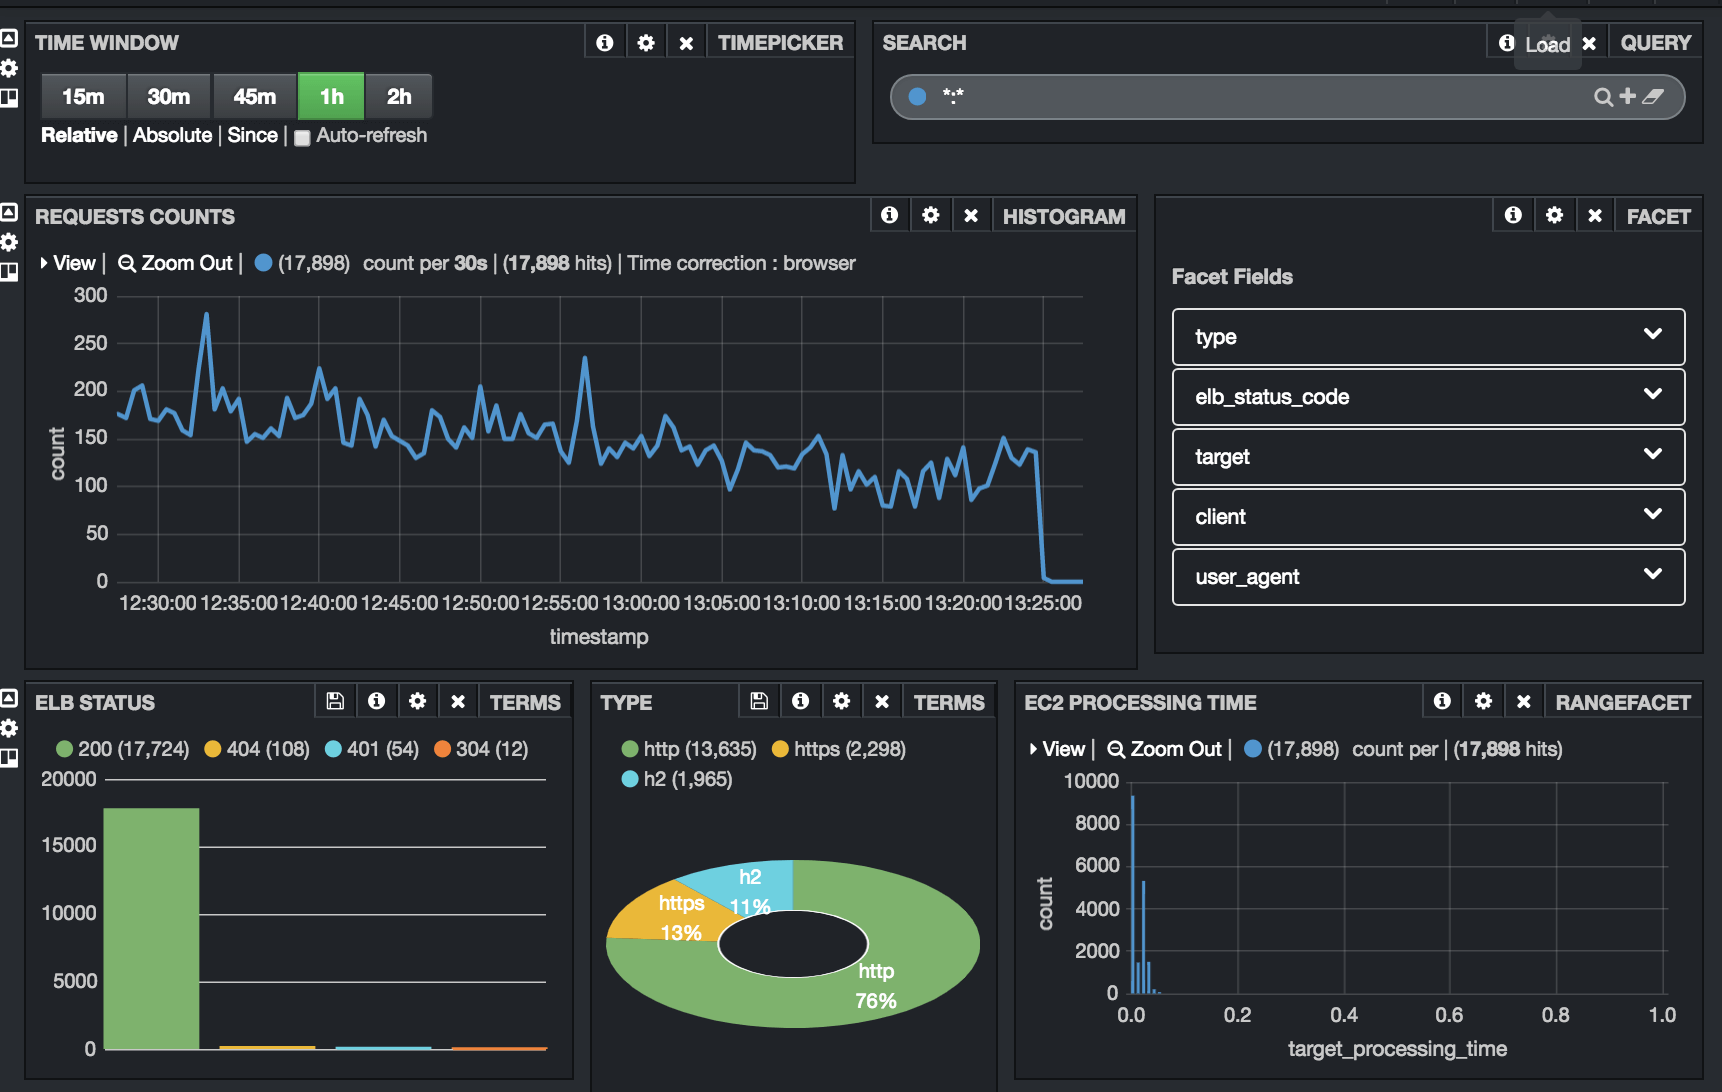 TIME WINDOW
TIMEPICKER
15m 30m 45m 1h 2h
Relative | Absolute | Since | Auto-refresh
SEARCH
Load
QUERY
*:*
REQUESTS COUNTS
HISTOGRAM
View | Zoom Out | (17,898) count per 30s | (17,898 hits) | Time correction : browser
300
250
200
150
100
50
0
count
12:30:00 12:35:00 12:40:00 12:45:00 12:50:00 12:55:00 13:00:00 13:05:00 13:10:00 13:15:00 13:20:00 13:25:00
timestamp
FACET
Facet Fields
type
elb_status_code
target
client
user_agent
ELB STATUS
TERMS
200 (17,724) 404 (108) 401 (54) 304 (12)
20000
15000
10000
5000
0
TYPE
TERMS
http (13,635) https (2,298)
h2 (1,965)
h2
11%
https
13%
http
76%
EC2 PROCESSING TIME
RANGEFACET
View | Zoom Out | (17,898) count per | (17,898 hits)
10000
8000
6000
4000
2000
0
count
0.0 0.2 0.4 0.6 0.8 1.0
target_processing_time